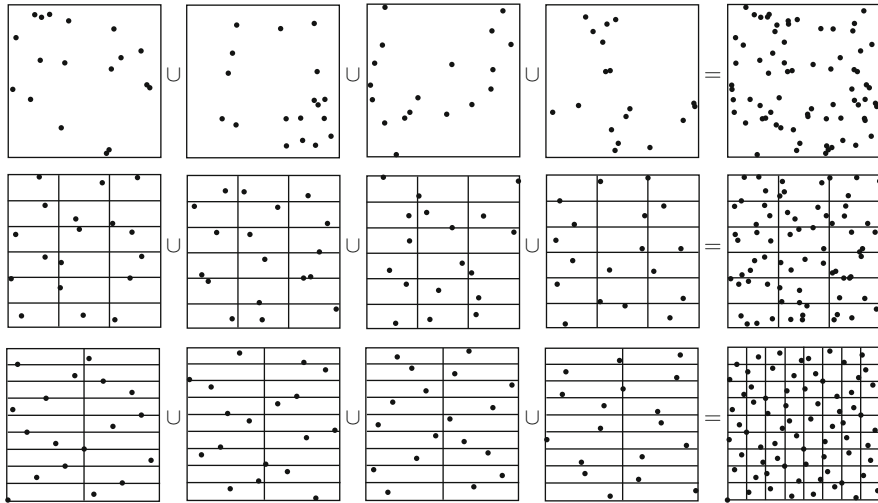 ∪ ∪ ∪ =
∪ ∪ ∪ =
∪ ∪ ∪ =